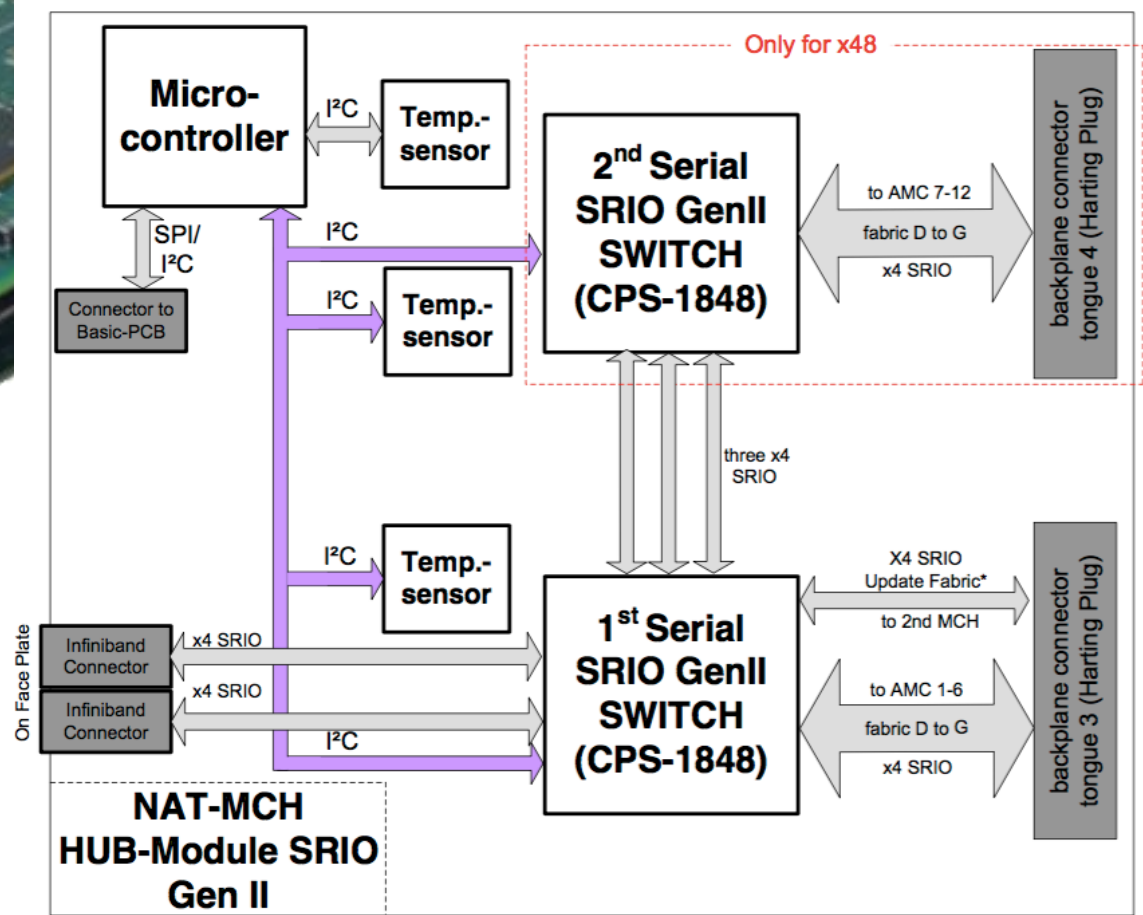 Only for x48
Micro-
controller
I²C
Temp.-
sensor
2nd Serial
SRIO GenII
SWITCH
(CPS-1848)
to AMC 7-12
fabric D to G
x4 SRIO
backplane connector
tongue 4 (Harting Plug)
SPI/
I²C
I²C
Connector to
Basic-PCB
I²C
Temp.-
sensor
three x4
SRIO
I²C
Temp.-
sensor
X4 SRIO
Update Fabric*
to 2nd MCH
1st Serial
SRIO GenII
SWITCH
(CPS-1848)
to AMC 1-6
fabric D to G
x4 SRIO
backplane connector
tongue 3 (Harting Plug)
On Face Plate
Infiniband
Connector
x4 SRIO
Infiniband
Connector
x4 SRIO
I²C
NAT-MCH
HUB-Module SRIO
Gen II